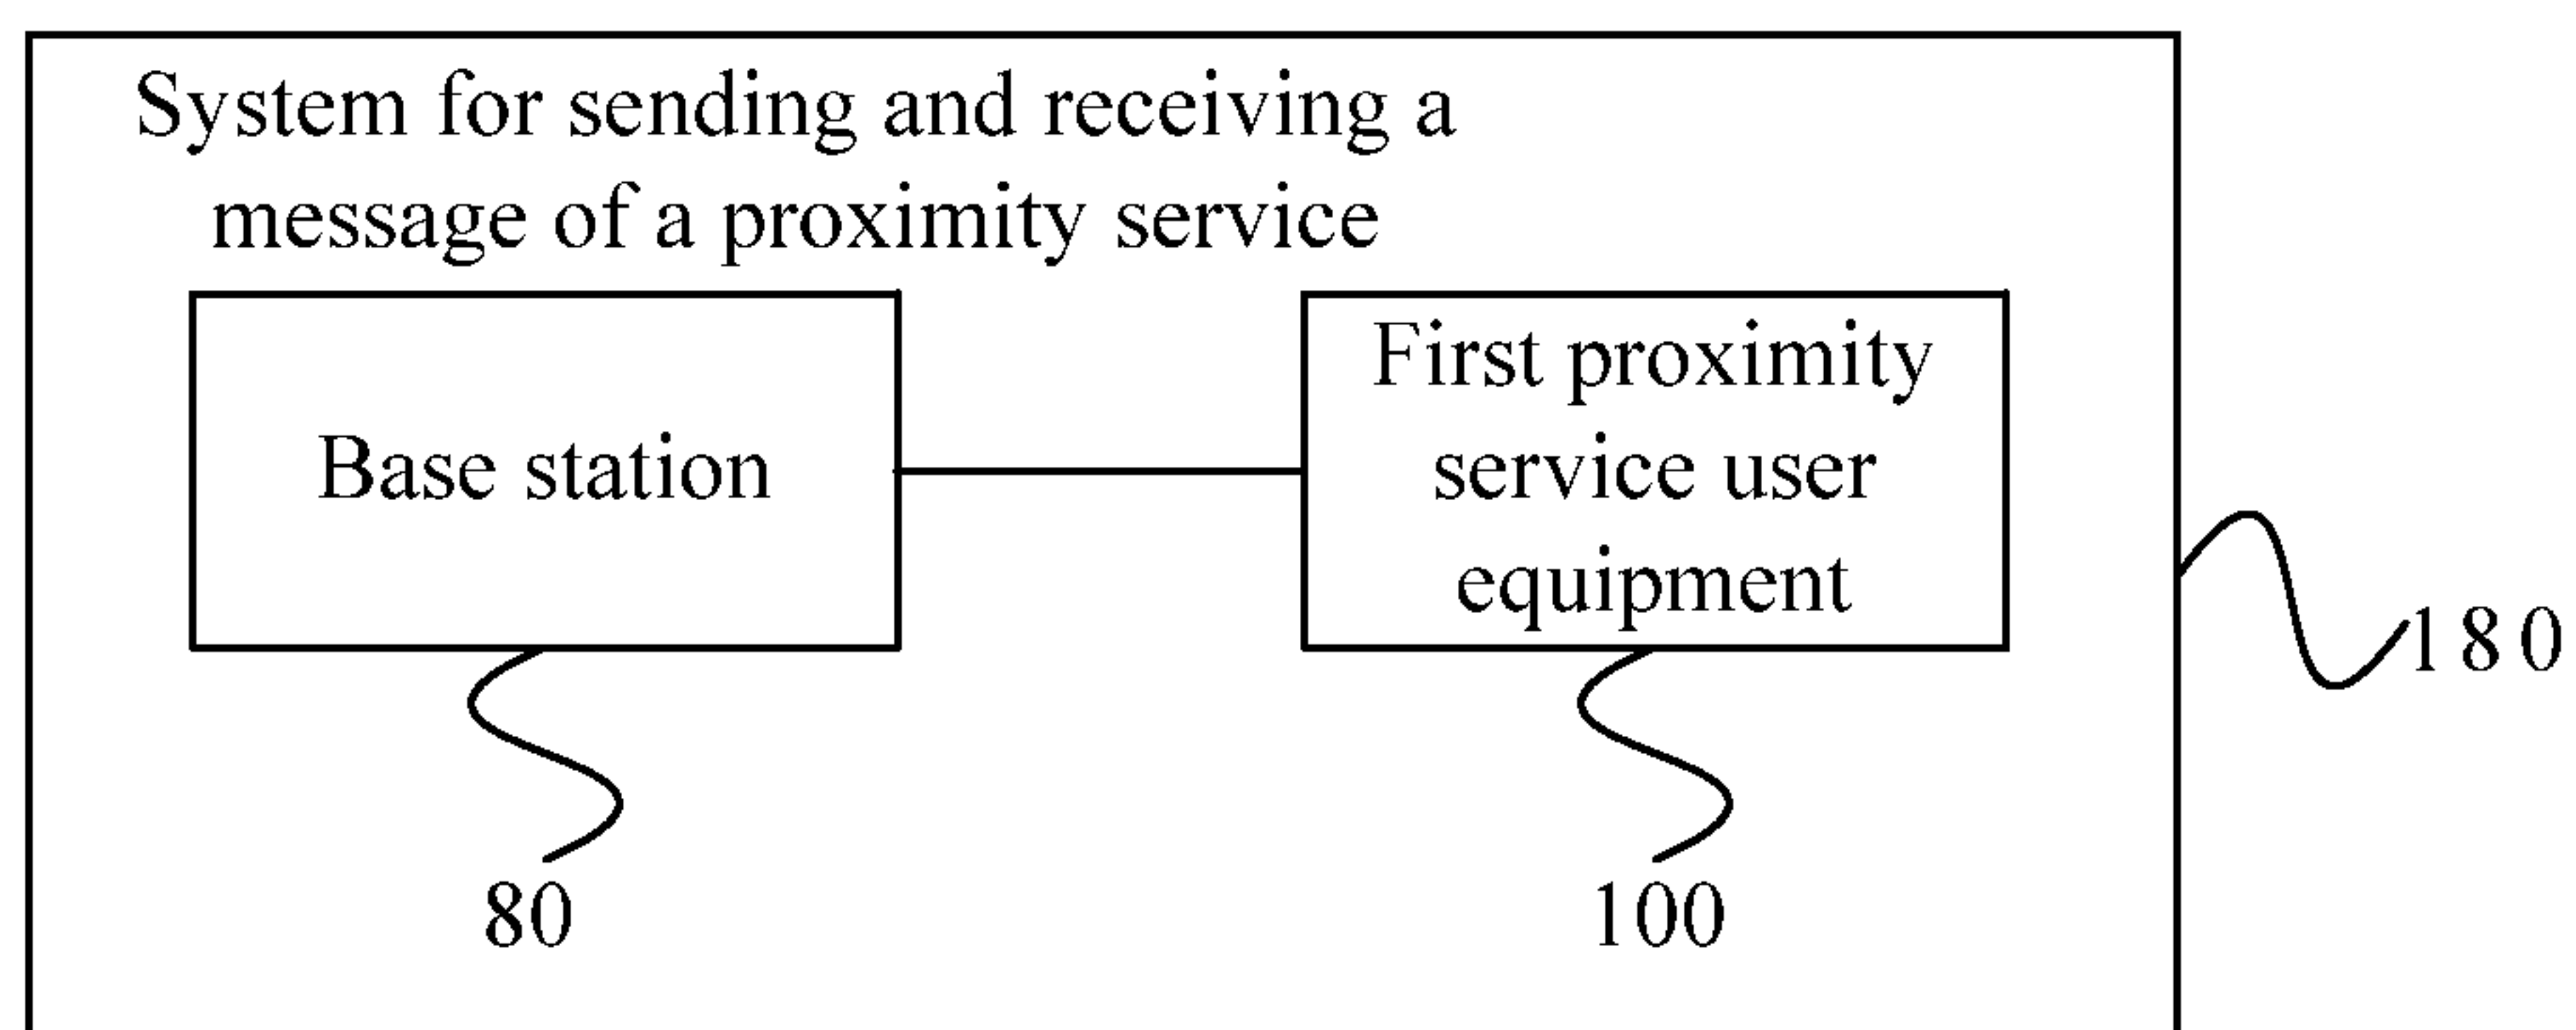 System for sending and receiving a
message of a proximity service
Base station
First proximity
service user
equipment
180
80
100